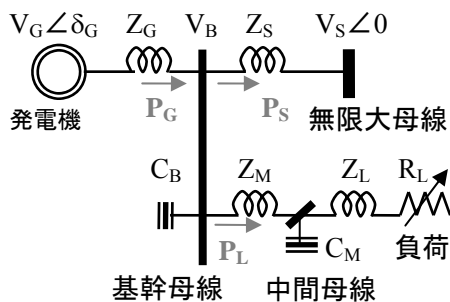 V_G∠δ_G Z_G V_B Z_S V_S∠0
P_G P_S
発電機 無限大母線
C_B Z_M Z_L R_L
P_L C_M 負荷
基幹母線 中間母線